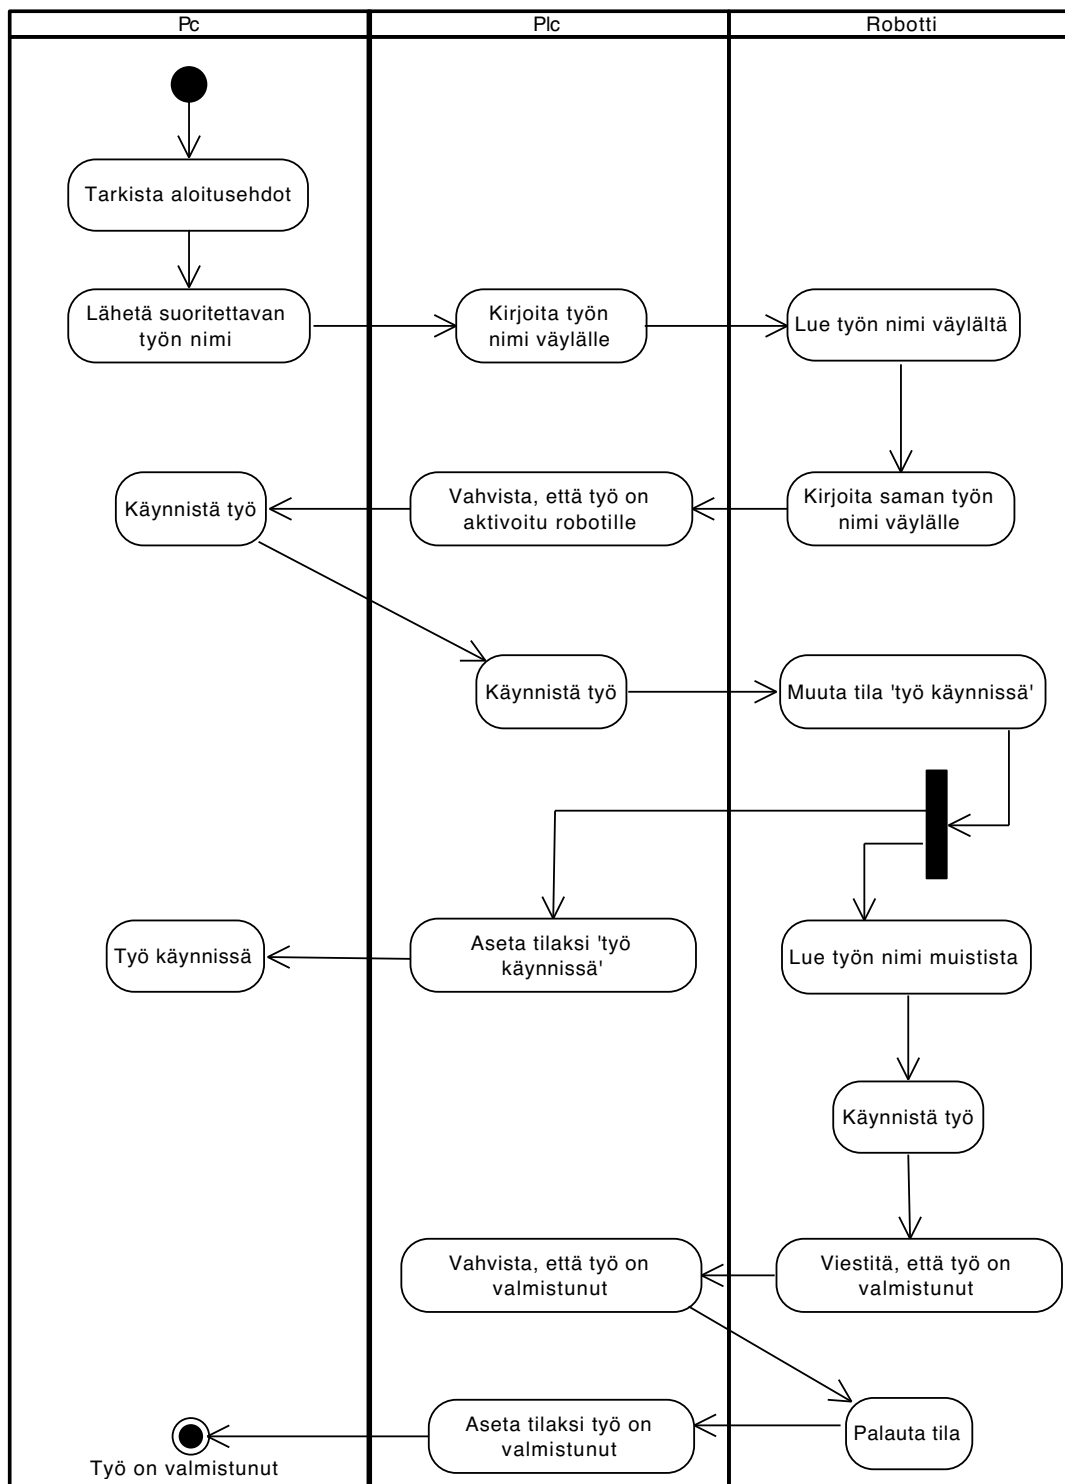 Pc
Plc
Robotti
Tarkista aloitusehdot
Lähetä suoritettavan
työn nimi
Kirjoita työn
nimi väylälle
Lue työn nimi väylältä
Käynnistä työ
Vahvista, että työ on
aktivoitu robotille
Kirjoita saman työn
nimi väylälle
Käynnistä työ
Muuta tila 'työ käynnissä'
Työ käynnissä
Aseta tilaksi 'työ
käynnissä'
Lue työn nimi muistista
Käynnistä työ
Vahvista, että työ on
valmistunut
Viestitä, että työ on
valmistunut
Aseta tilaksi työ on
valmistunut
Palauta tila
Työ on valmistunut